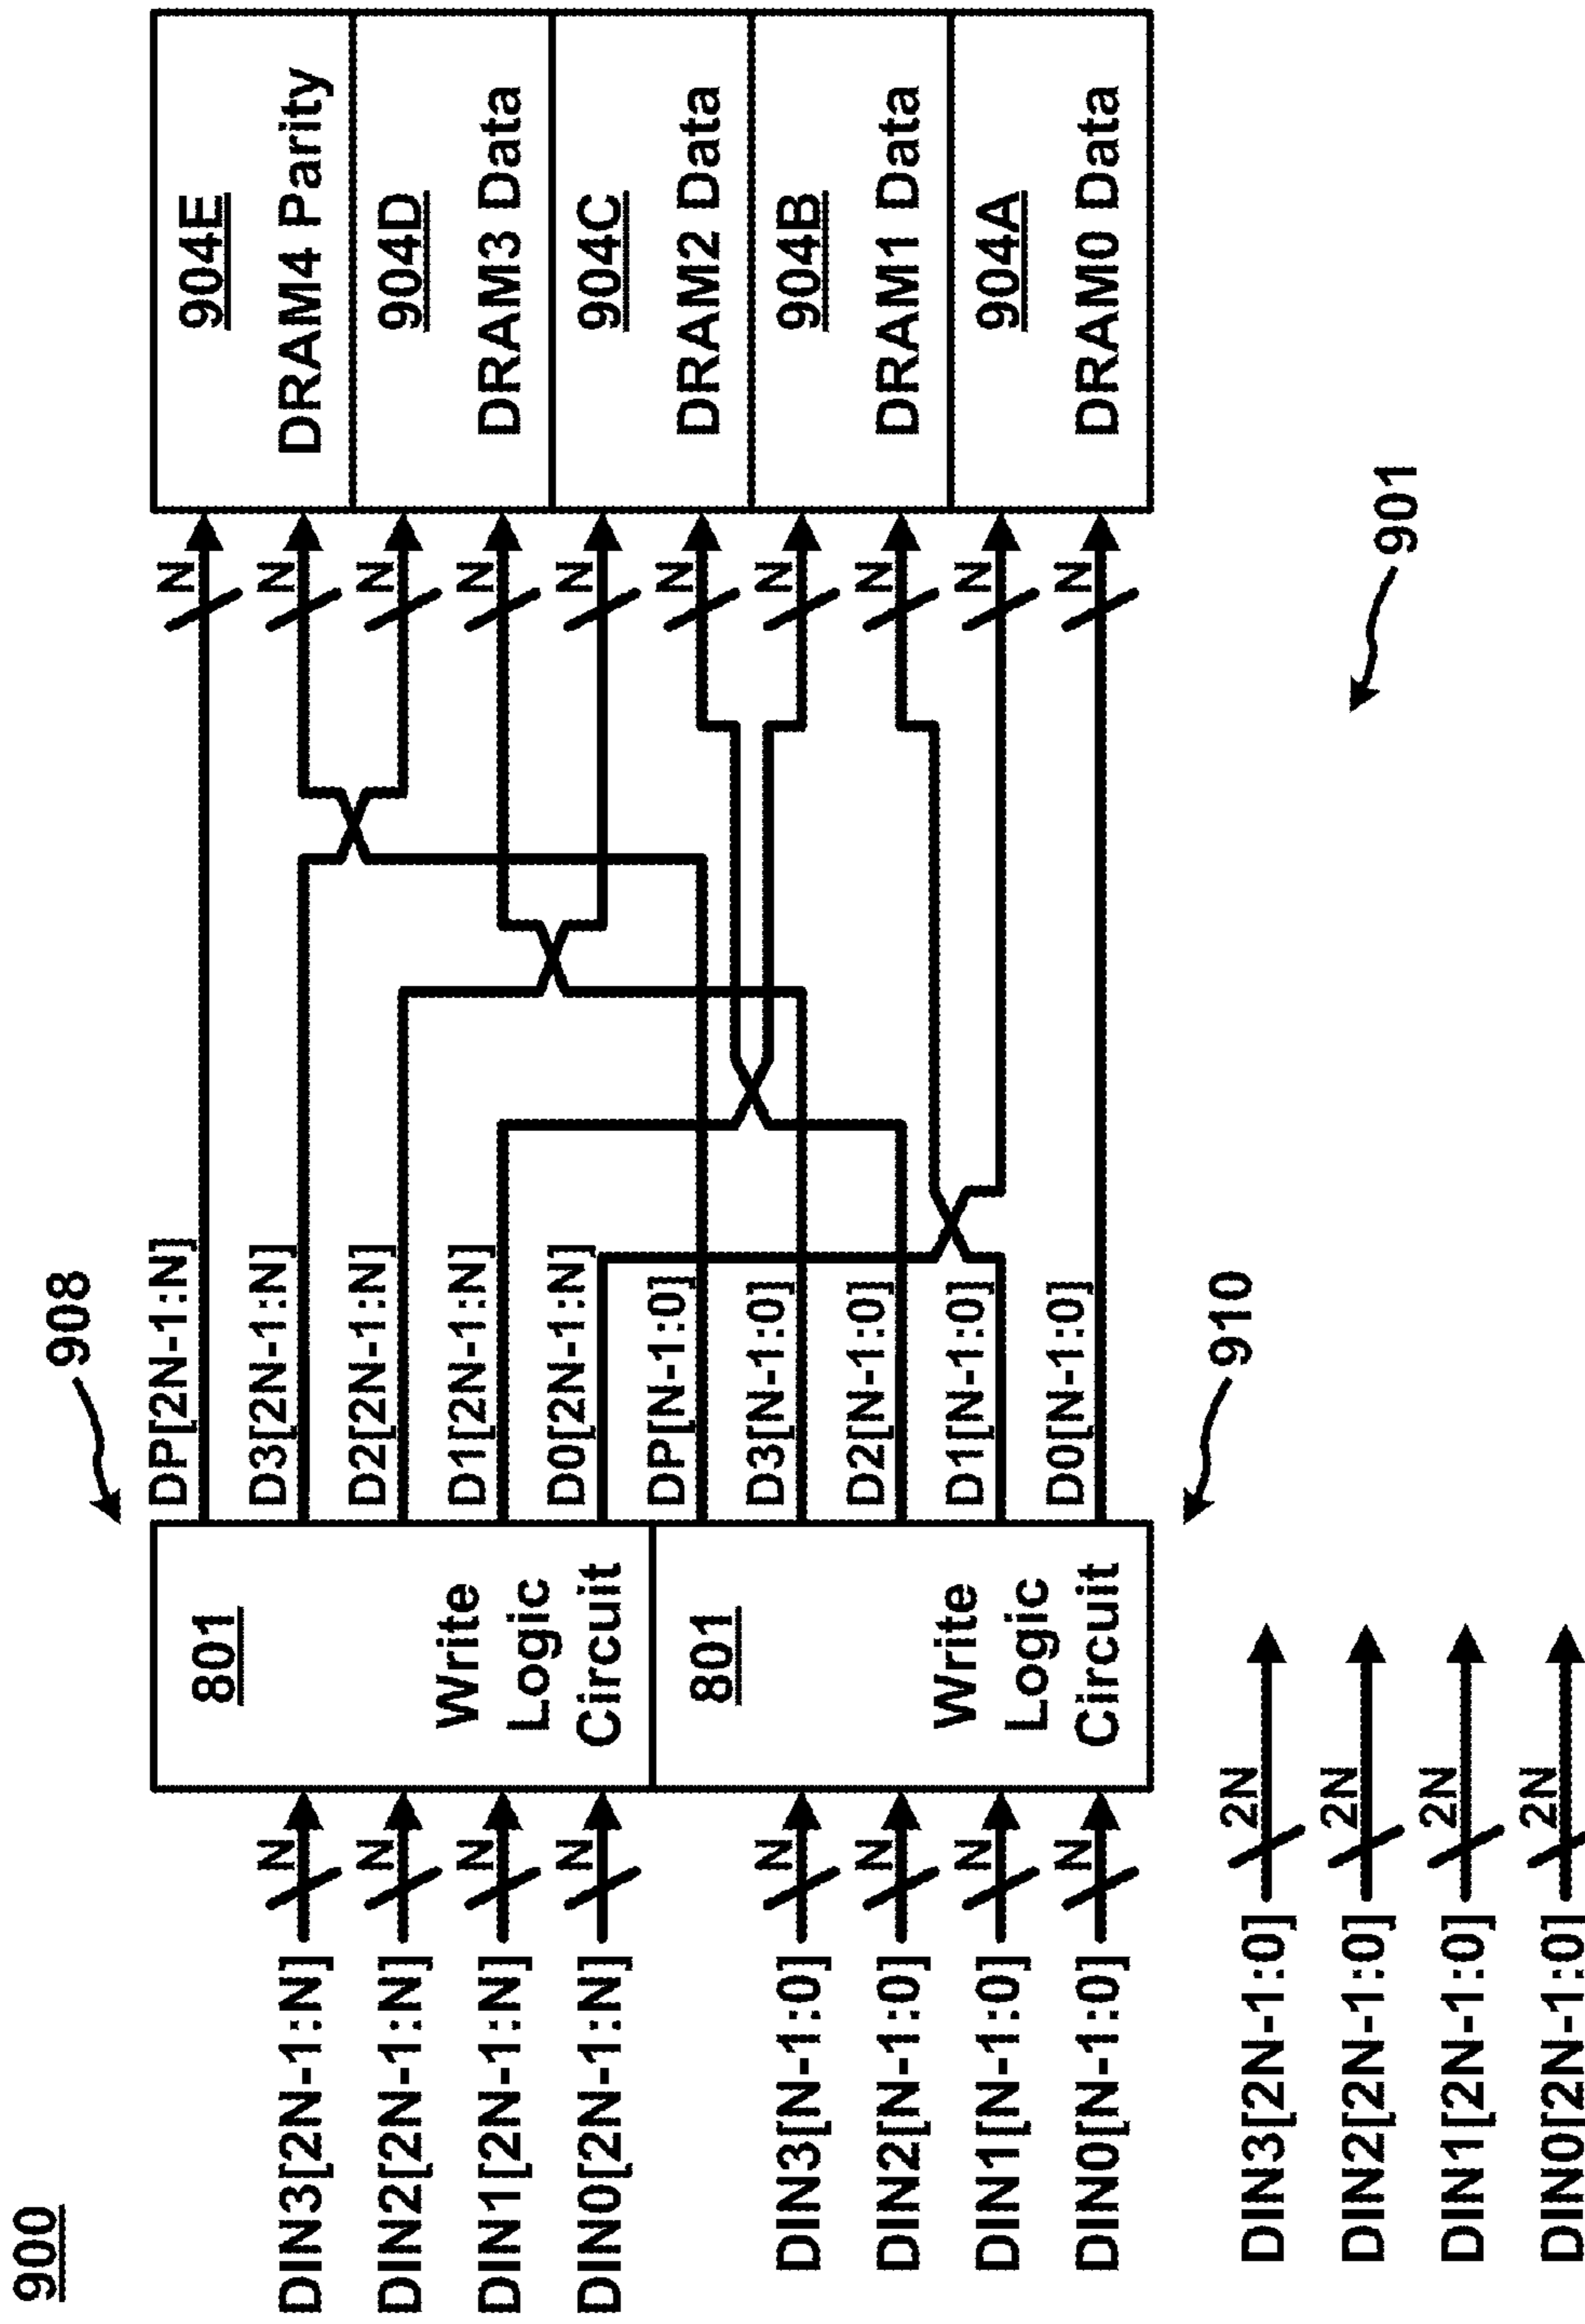 900
908
DIN3[2N-1:N]
DIN2[2N-1:N]
DIN1[2N-1:N]
DIN0[2N-1:N]
N
N
N
N
801
Write
Logic
Circuit
DIN3[N-1:0]
DIN2[N-1:0]
DIN1[N-1:0]
DIN0[N-1:0]
N
N
N
N
801
Write
Logic
Circuit
DP[2N-1:N]
D3[2N-1:N]
D2[2N-1:N]
D1[2N-1:N]
D0[2N-1:N]
DP[N-1:0]
D3[N-1:0]
D2[N-1:0]
D1[N-1:0]
D0[N-1:0]
N
N
N
N
N
N
N
N
N
N
904E
DRAM4 Parity
904D
DRAM3 Data
904C
DRAM2 Data
904B
DRAM1 Data
904A
DRAM0 Data
910
901
DIN3[2N-1:0]
2N
DIN2[2N-1:0]
2N
DIN1[2N-1:0]
2N
DIN0[2N-1:0]
2N